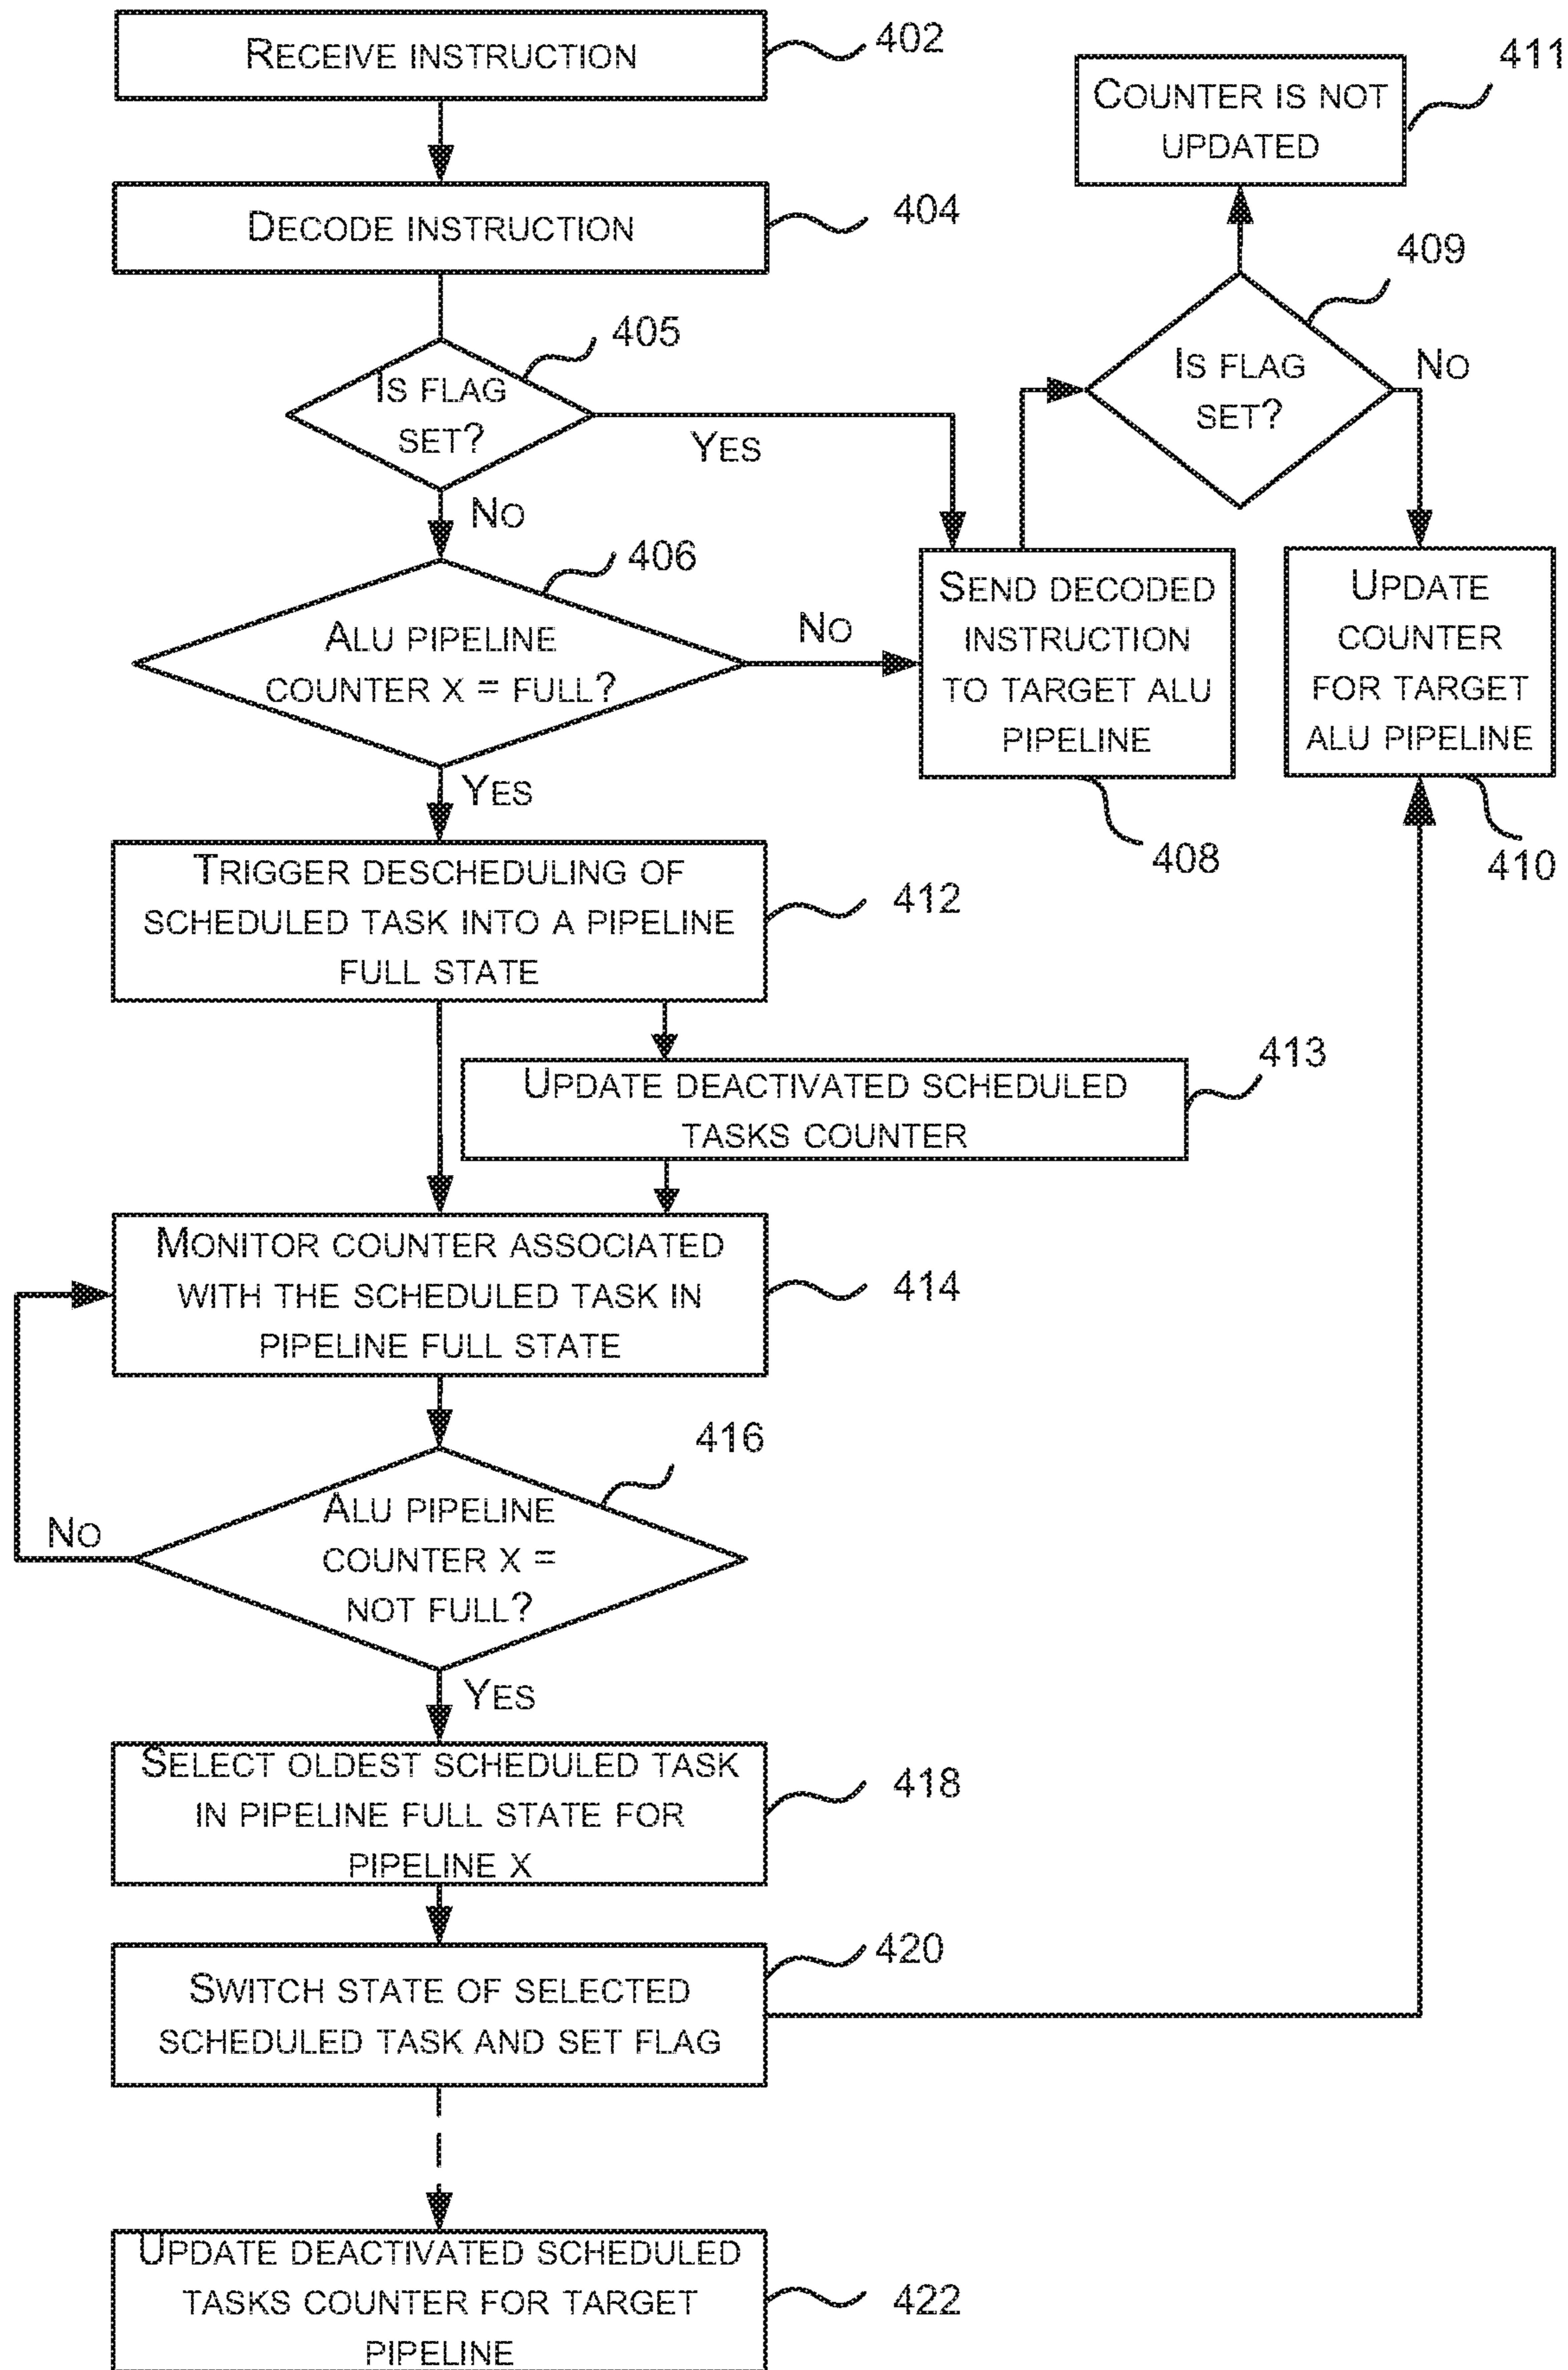 RECEIVE INSTRUCTION
402
DECODE INSTRUCTION
404
IS FLAG
SET?
405
YES
NO
ALU PIPELINE
COUNTER X = FULL?
406
NO
YES
SEND DECODED
INSTRUCTION
TO TARGET ALU
PIPELINE
408
IS FLAG
SET?
409
NO
COUNTER IS NOT
UPDATED
411
UPDATE
COUNTER
FOR TARGET
ALU PIPELINE
410
TRIGGER DESCHEDULING OF
SCHEDULED TASK INTO A PIPELINE
FULL STATE
412
UPDATE DEACTIVATED SCHEDULED
TASKS COUNTER
413
MONITOR COUNTER ASSOCIATED
WITH THE SCHEDULED TASK IN
PIPELINE FULL STATE
414
ALU PIPELINE
COUNTER X =
NOT FULL?
416
NO
YES
SELECT OLDEST SCHEDULED TASK
IN PIPELINE FULL STATE FOR
PIPELINE X
418
SWITCH STATE OF SELECTED
SCHEDULED TASK AND SET FLAG
420
UPDATE DEACTIVATED SCHEDULED
TASKS COUNTER FOR TARGET
PIPELINE
422